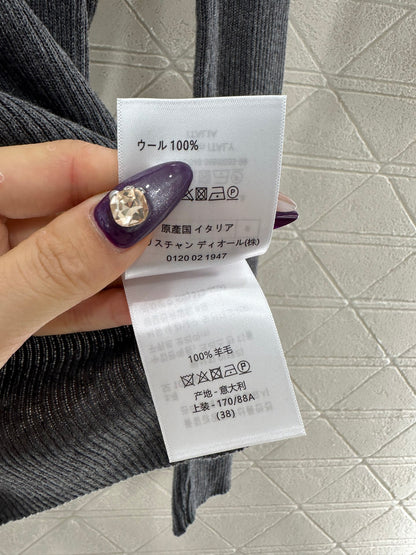 ウール 100%
原産国 イタリア
リスチャン ディオール(株)
0120 02 1947
100% 羊毛
产地 - 意大利
上装 - 170/88A
(38)